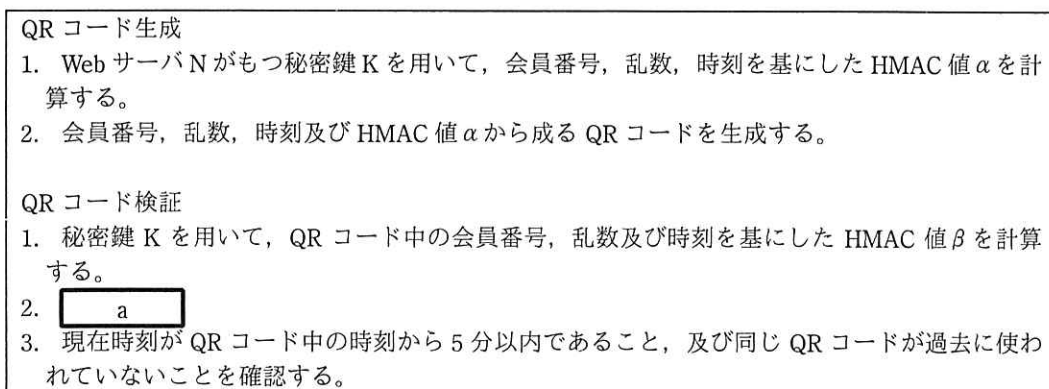 QR コード生成
1. Web サーバ N がもつ秘密鍵 K を用いて，会員番号，乱数，時刻を基にした HMAC 値 α を計
算する。
2. 会員番号，乱数，時刻及び HMAC 値 α から成る QR コードを生成する。
QR コード検証
1. 秘密鍵 K を用いて，QR コード中の会員番号，乱数及び時刻を基にした HMAC 値 β を計算
する。
2. a
3. 現在時刻が QR コード中の時刻から 5 分以内であること，及び同じ QR コードが過去に使わ
れていないことを確認する。